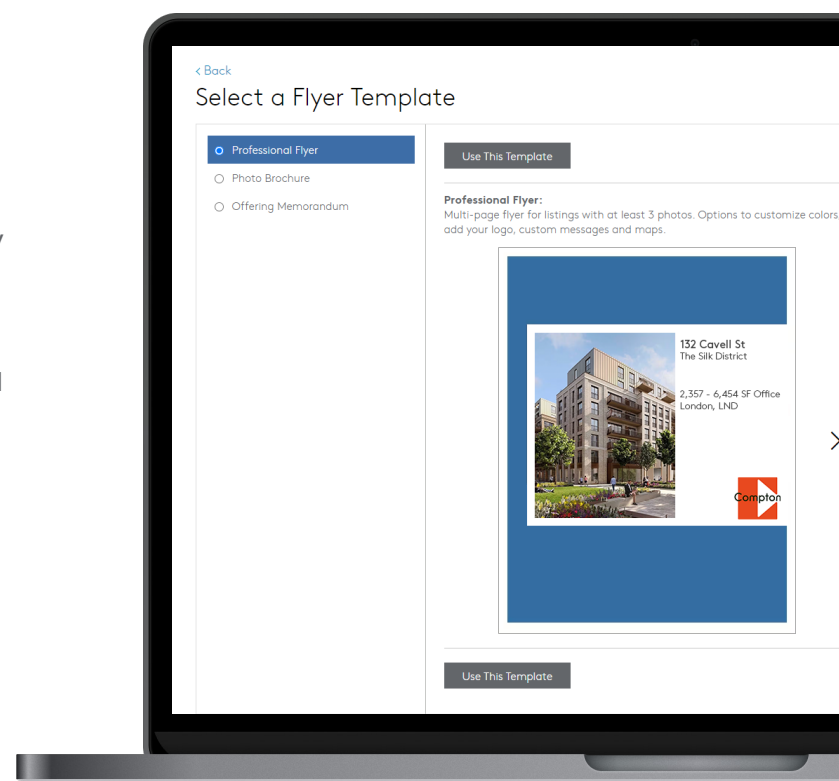 < Back
Select a Flyer Template
Professional Flyer
Photo Brochure
Offering Memorandum
Use This Template
Professional Flyer:
Multi-page flyer for listings with at least 3 photos. Options to customize colors,
add your logo, custom messages and maps.
132 Cavell St
The Silk District
2,357 - 6,454 SF Office
London, LND
Compton
Use This Template